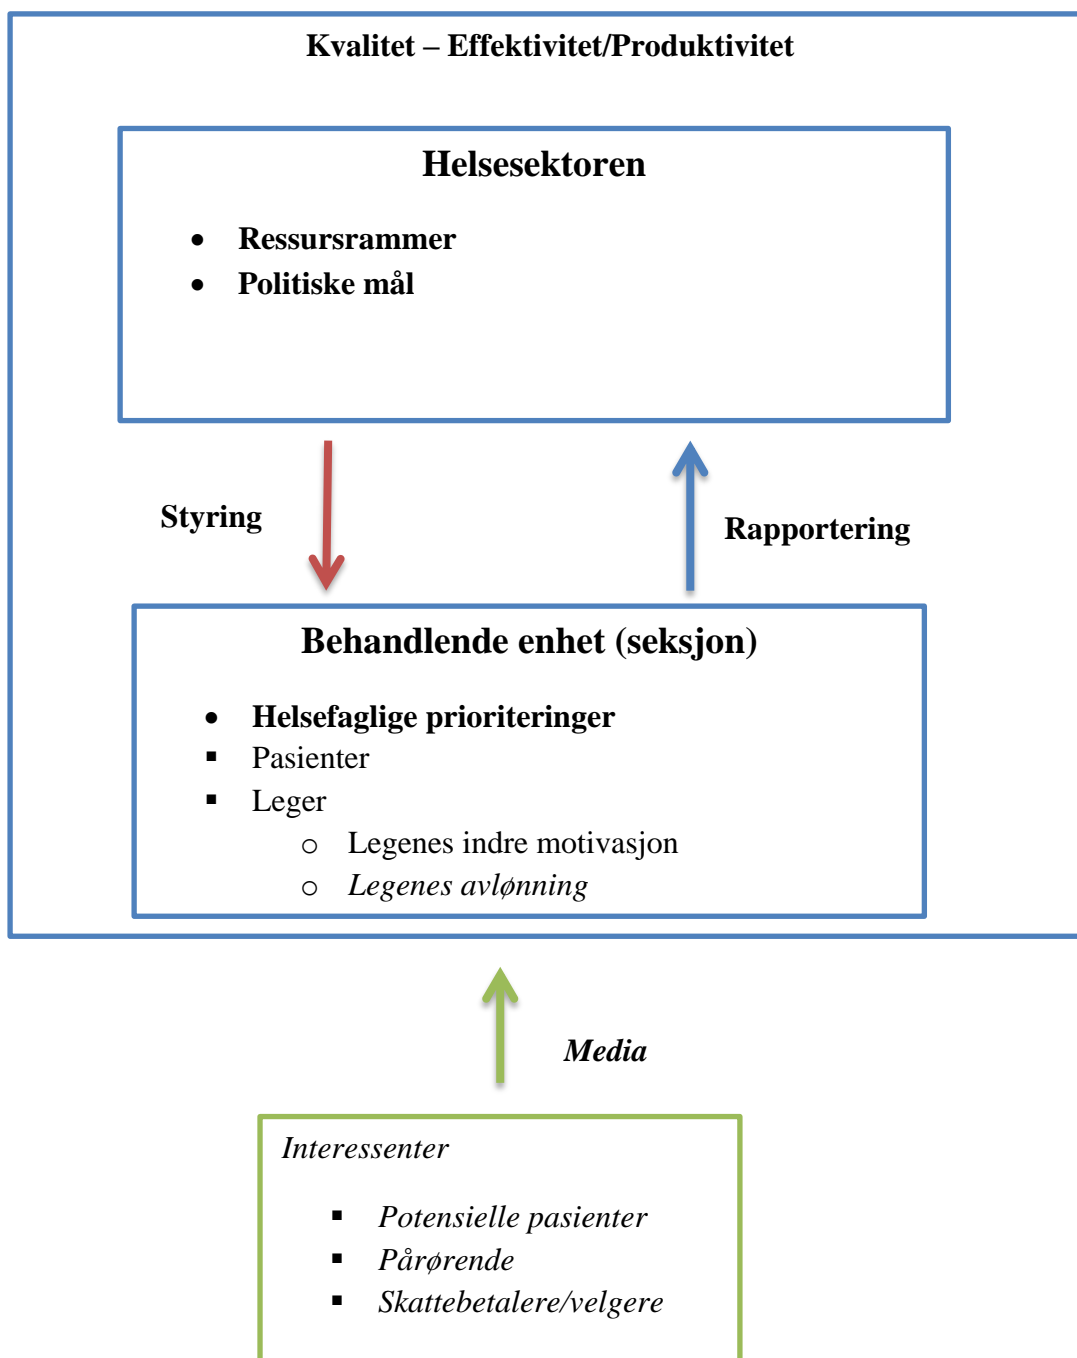 Kvalitet – Effektivitet/Produktivitet
Helsesektoren
• Ressursrammer
• Politiske mål
Styring
Rapportering
Behandlende enhet (seksjon)
• Helsefaglige prioriteringer
▪ Pasienter
▪ Leger
o Legenes indre motivasjon
o Legenes avlønning
Media
Interessenter
▪ Potensielle pasienter
▪ Pårørende
▪ Skattebetalere/velgere